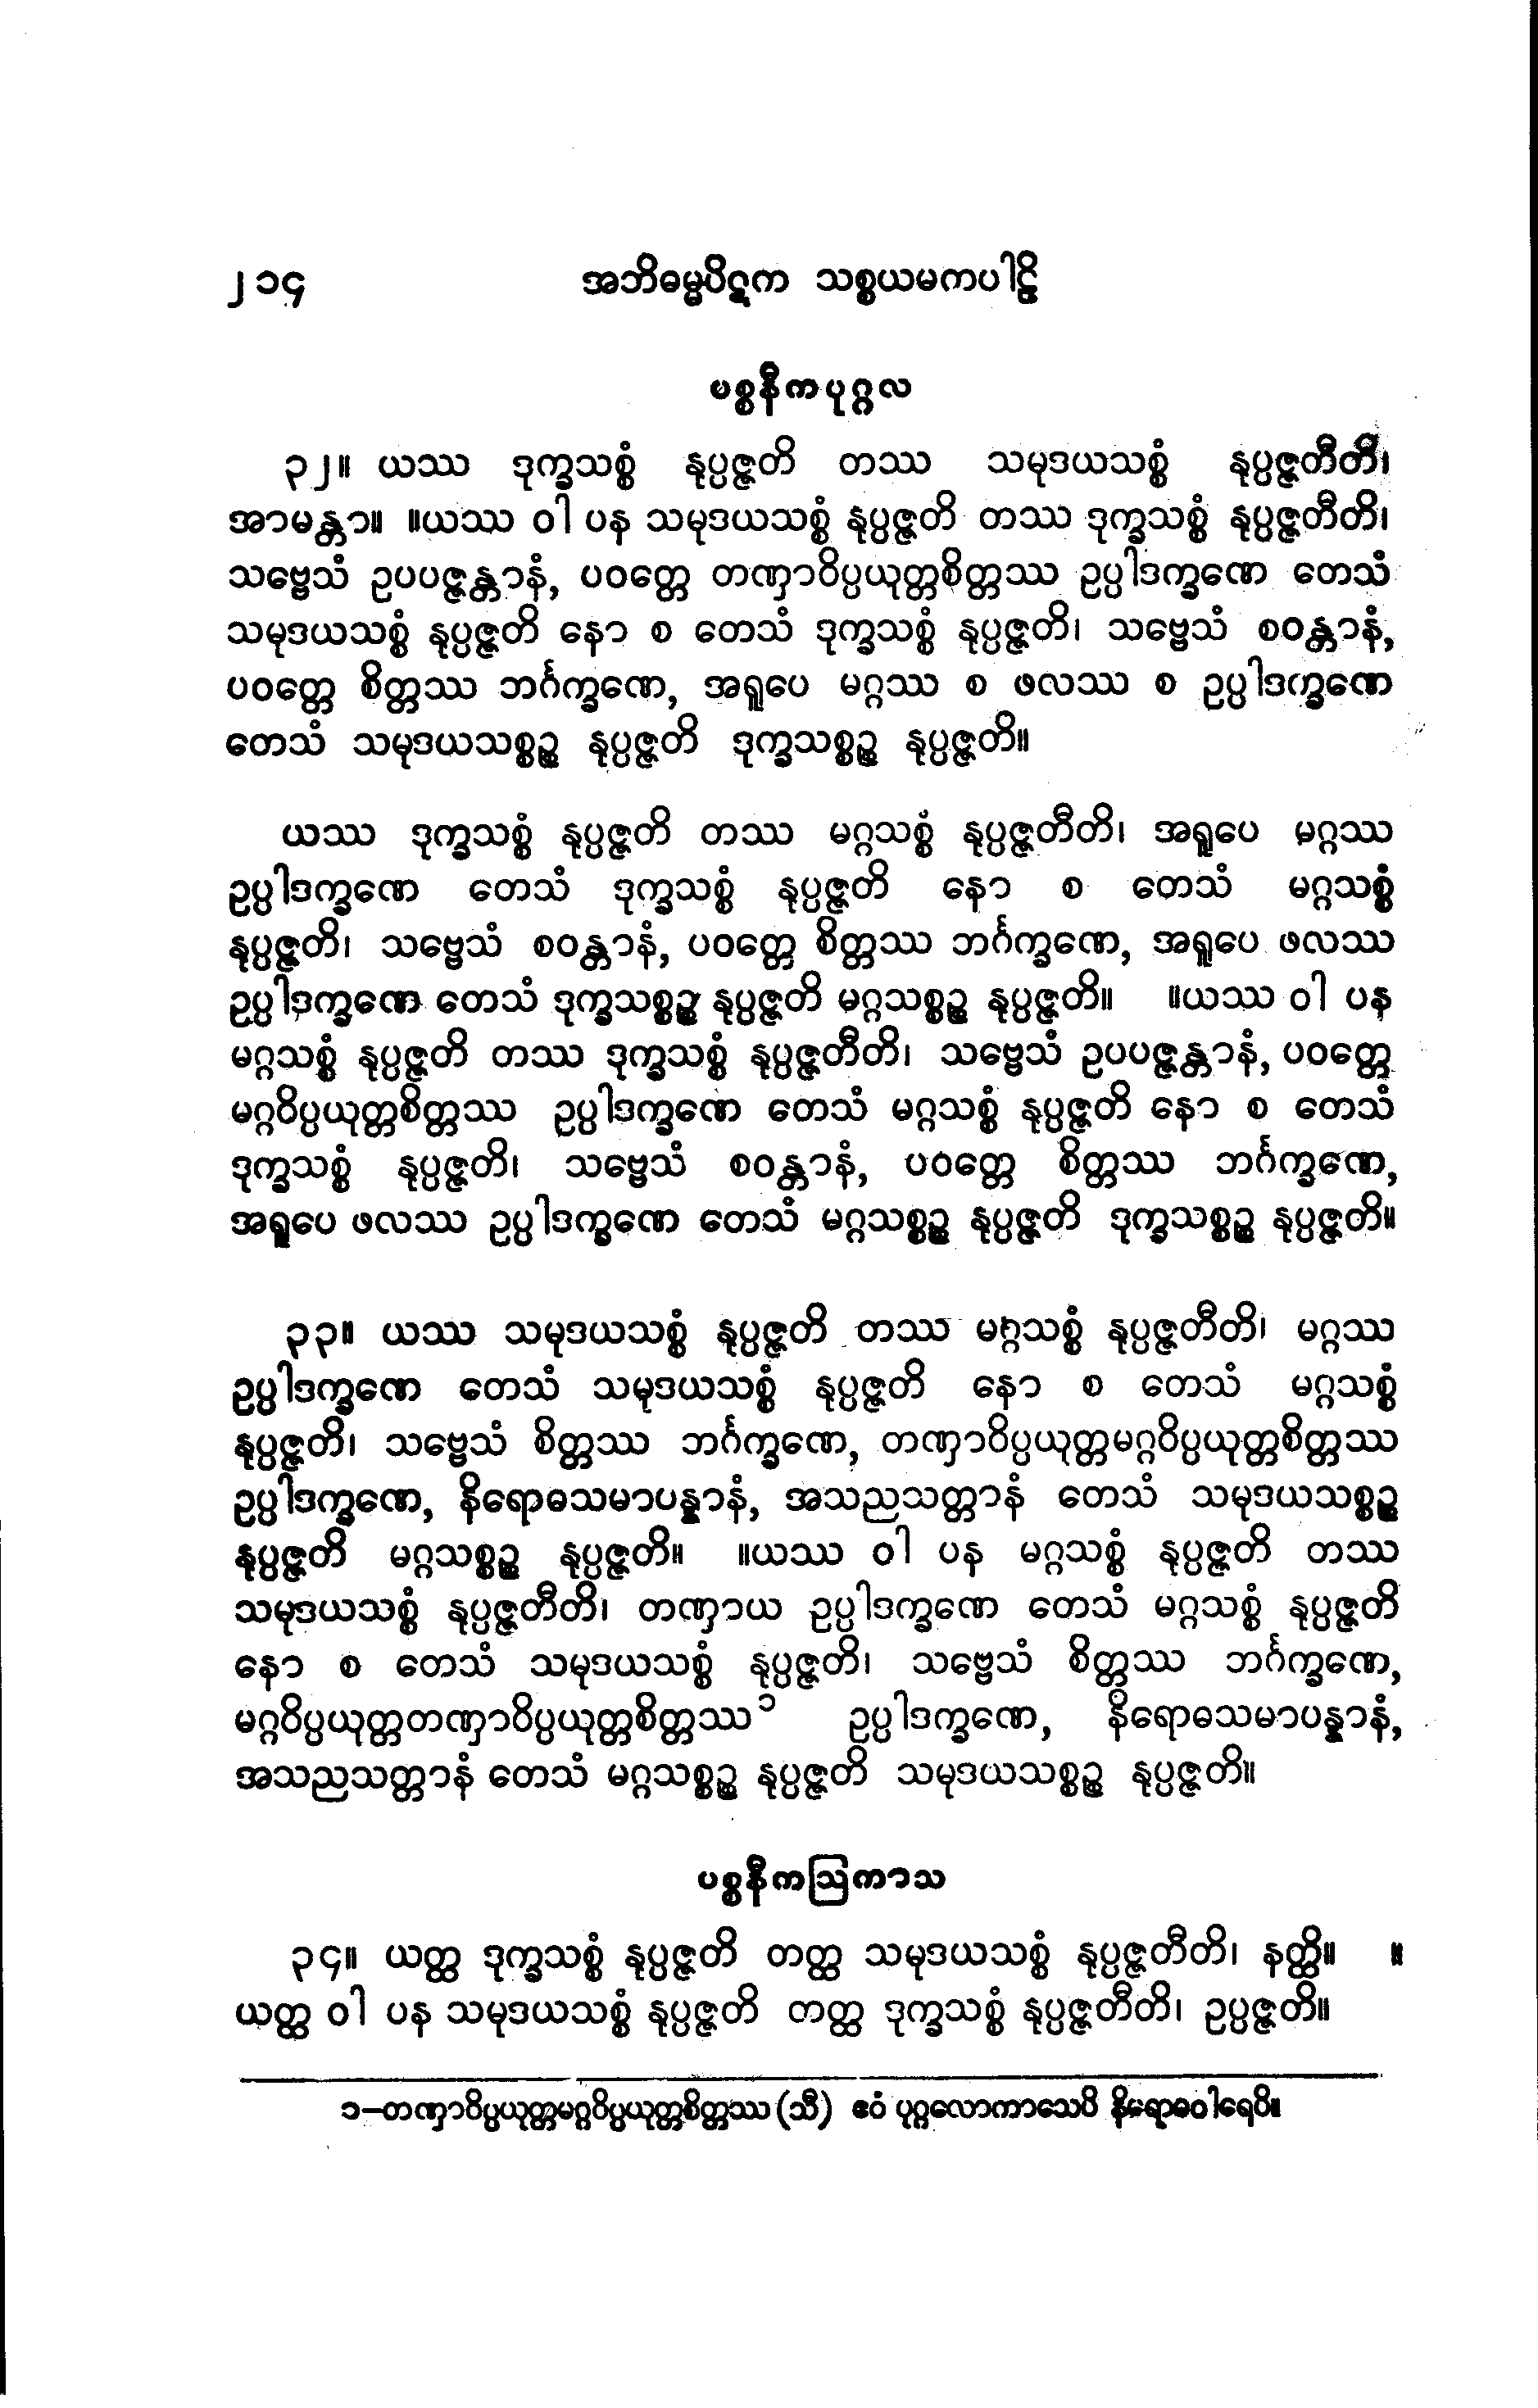 ၂၁၄ အဘိဓမ္မပိဋက သစ္စယမကပါဠိ
ပစ္စနီကပုဂ္ဂလ
၃၂။ ယဿ ဒုက္ခသစ္စံ နုပ္ပဇ္ဇတိ တဿ သမုဒယသစ္စံ နုပ္ပဇ္ဇတီတိ၊
အာမန္တာ။ ။ယဿ ဝါ ပန သမုဒယသစ္စံ နုပ္ပဇ္ဇတိ တဿ ဒုက္ခသစ္စံ နုပ္ပဇ္ဇတီတိ၊
သဗ္ဗေသံ ဥပပဇ္ဇန္တာနံ, ပဝတ္တေ တဏှာဝိပ္ပယုတ္တစိတ္တဿ ဥပ္ပါဒက္ခဏေ တေသံ
သမုဒယသစ္စံ နုပ္ပဇ္ဇတိ နော စ တေသံ ဒုက္ခသစ္စံ နုပ္ပဇ္ဇတိ၊ သဗ္ဗေသံ စဝန္တာနံ,
ပဝတ္တေ စိတ္တဿ ဘင်္ဂက္ခဏေ, အရူပေ မဂ္ဂဿ စ ဖလဿ စ ဥပ္ပါဒက္ခဏေ
တေသံ သမုဒယသစ္စဉ္စ နုပ္ပဇ္ဇတိ ဒုက္ခသစ္စဉ္စ နုပ္ပဇ္ဇတိ။
ယဿ ဒုက္ခသစ္စံ နုပ္ပဇ္ဇတိ တဿ မဂ္ဂသစ္စံ နုပ္ပဇ္ဇတီတိ၊ အရူပေ မဂ္ဂဿ
ဥပ္ပါဒက္ခဏေ တေသံ ဒုက္ခသစ္စံ နုပ္ပဇ္ဇတိ နော စ တေသံ မဂ္ဂသစ္စံ
နုပ္ပဇ္ဇတိ၊ သဗ္ဗေသံ စဝန္တာနံ, ပဝတ္တေ စိတ္တဿ ဘင်္ဂက္ခဏေ, အရူပေ ဖလဿ
ဥပ္ပါဒက္ခဏေ တေသံ ဒုက္ခသစ္စဉ္စ နုပ္ပဇ္ဇတိ မဂ္ဂသစ္စဉ္စ နုပ္ပဇ္ဇတိ။ ။ယဿ ဝါ ပန
မဂ္ဂသစ္စံ နုပ္ပဇ္ဇတိ တဿ ဒုက္ခသစ္စံ နုပ္ပဇ္ဇတီတိ၊ သဗ္ဗေသံ ဥပပဇ္ဇန္တာနံ, ပဝတ္တေ
မဂ္ဂဝိပ္ပယုတ္တစိတ္တဿ ဥပ္ပါဒက္ခဏေ တေသံ မဂ္ဂသစ္စံ နုပ္ပဇ္ဇတိ နော စ တေသံ
ဒုက္ခသစ္စံ နုပ္ပဇ္ဇတိ၊ သဗ္ဗေသံ စဝန္တာနံ, ပဝတ္တေ စိတ္တဿ ဘင်္ဂက္ခဏေ,
အရူပေ ဖလဿ ဥပ္ပါဒက္ခဏေ တေသံ မဂ္ဂသစ္စဉ္စ နုပ္ပဇ္ဇတိ ဒုက္ခသစ္စဉ္စ နုပ္ပဇ္ဇတိ။
၃၃။ ယဿ သမုဒယသစ္စံ နုပ္ပဇ္ဇတိ တဿ မဂ္ဂသစ္စံ နုပ္ပဇ္ဇတီတိ၊ မဂ္ဂဿ
ဥပ္ပါဒက္ခဏေ တေသံ သမုဒယသစ္စံ နုပ္ပဇ္ဇတိ နော စ တေသံ မဂ္ဂသစ္စံ
နုပ္ပဇ္ဇတိ၊ သဗ္ဗေသံ စိတ္တဿ ဘင်္ဂက္ခဏေ, တဏှာဝိပ္ပယုတ္တမဂ္ဂဝိပ္ပယုတ္တစိတ္တဿ
ဥပ္ပါဒက္ခဏေ, နိရောဓသမာပန္နာနံ, အသညသတ္တာနံ တေသံ သမုဒယသစ္စဉ္စ
နုပ္ပဇ္ဇတိ မဂ္ဂသစ္စဉ္စ နုပ္ပဇ္ဇတိ။ ။ယဿ ဝါ ပန မဂ္ဂသစ္စံ နုပ္ပဇ္ဇတိ တဿ
သမုဒယသစ္စံ နုပ္ပဇ္ဇတီတိ၊ တဏှာယ ဥပ္ပါဒက္ခဏေ တေသံ မဂ္ဂသစ္စံ နုပ္ပဇ္ဇတိ
နော စ တေသံ သမုဒယသစ္စံ နုပ္ပဇ္ဇတိ၊ သဗ္ဗေသံ စိတ္တဿ ဘင်္ဂက္ခဏေ,
မဂ္ဂဝိပ္ပယုတ္တတဏှာဝိပ္ပယုတ္တစိတ္တဿ၁ ဥပ္ပါဒက္ခဏေ, နိရောဓသမာပန္နာနံ,
အသညသတ္တာနံ တေသံ မဂ္ဂသစ္စဉ္စ နုပ္ပဇ္ဇတိ သမုဒယသစ္စဉ္စ နုပ္ပဇ္ဇတိ။
ပစ္စနီကဩကာသ
၃၄။ ယတ္ထ ဒုက္ခသစ္စံ နုပ္ပဇ္ဇတိ တတ္ထ သမုဒယသစ္စံ နုပ္ပဇ္ဇတီတိ၊ နတ္ထိ။ ။
ယတ္ထ ဝါ ပန သမုဒယသစ္စံ နုပ္ပဇ္ဇတိ တတ္ထ ဒုက္ခသစ္စံ နုပ္ပဇ္ဇတီတိ၊ ဥပ္ပဇ္ဇတိ။
၁−တဏှာဝိပ္ပယုတ္တမဂ္ဂဝိပ္ပယုတ္တစိတ္တဿ (သီ) ဧဝံ ပုဂ္ဂလောကာသေပိ နိရောဓဝါရေပိ။